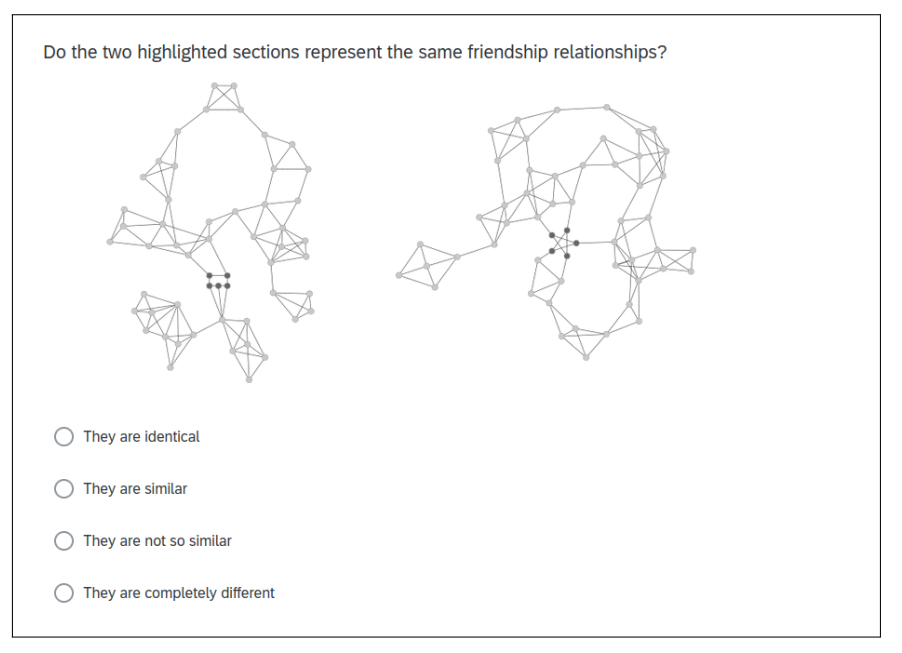 Do the two highlighted sections represent the same friendship relationships?
They are identical
They are similar
They are not so similar
They are completely different